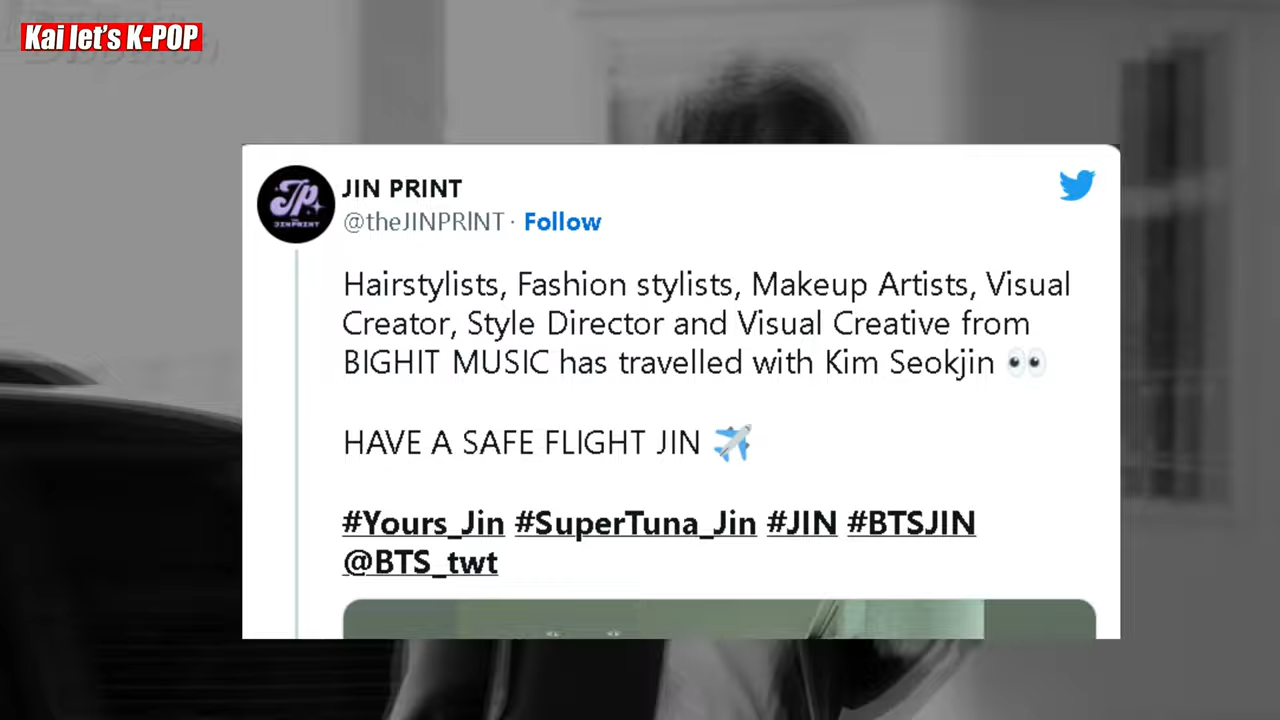 Kai let's K-POP
JIN PRINT
@theJINPRlNT · Follow
Hairstylists, Fashion stylists, Makeup Artists, Visual
Creator, Style Director and Visual Creative from
BIGHIT MUSIC has travelled with Kim Seokjin 👀
HAVE A SAFE FLIGHT JIN ✈️
#Yours_Jin #SuperTuna_Jin #JIN #BTSJIN
@BTS_twt